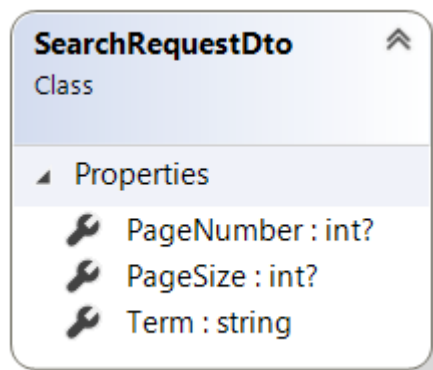 SearchRequestDto
Class
Properties
PageNumber : int?
PageSize : int?
Term : string